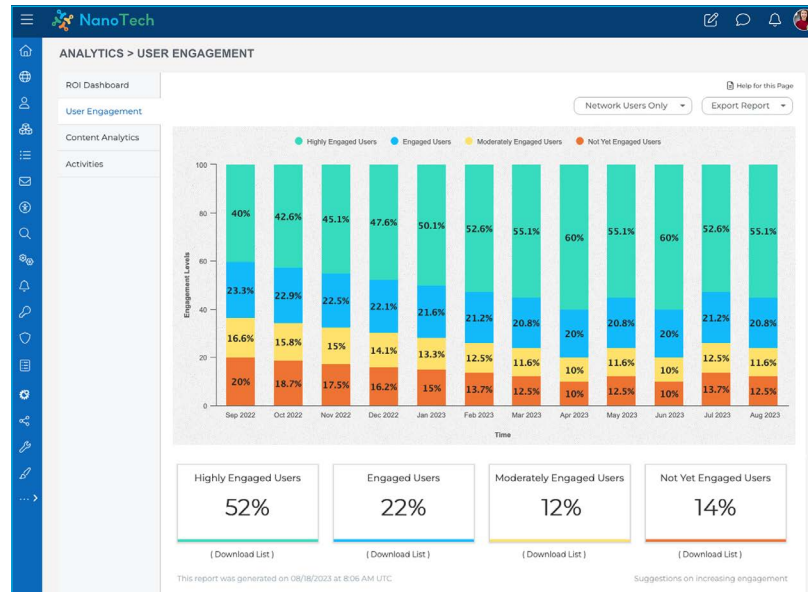 NanoTech
ANALYTICS > USER ENGAGEMENT
ROI Dashboard
User Engagement
Content Analytics
Activities
Help for this Page
Network Users Only
Export Report
Highly Engaged Users Engaged Users Moderately Engaged Users Not Yet Engaged Users
Engagement Levels
100
80
60
40
20
0
40% 42.6% 45.1% 47.6% 50.1% 52.6% 55.1% 60% 55.1% 60% 52.6% 55.1%
23.3% 22.9% 22.5% 22.1% 21.6% 21.2% 20.8% 20% 20.8% 20% 21.2% 20.8%
16.6% 15.8% 15% 14.1% 13.3% 12.5% 11.6% 10% 11.6% 10% 12.5% 11.6%
20% 18.7% 17.5% 16.2% 15% 13.7% 12.5% 10% 12.5% 10% 13.7% 12.5%
Sep 2022 Oct 2022 Nov 2022 Dec 2022 Jan 2023 Feb 2023 Mar 2023 Apr 2023 May 2023 Jun 2023 Jul 2023 Aug 2023
Time
Highly Engaged Users
52%
( Download List )
Engaged Users
22%
( Download List )
Moderately Engaged Users
12%
( Download List )
Not Yet Engaged Users
14%
( Download List )
This report was generated on 08/18/2023 at 8:06 AM UTC
Suggestions on increasing engagement